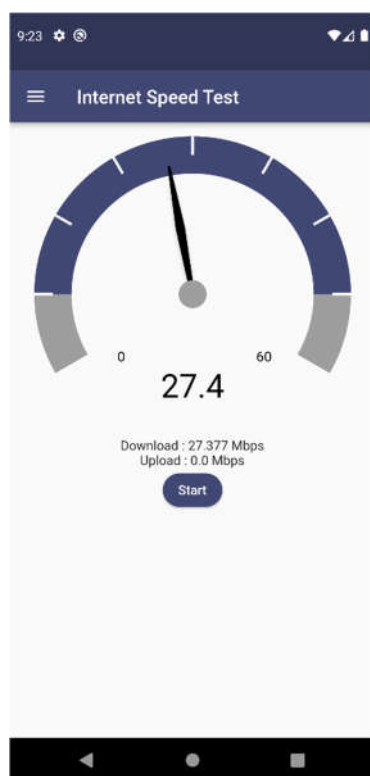 9:23
Internet Speed Test
0 60
27.4
Download : 27.377 Mbps
Upload : 0.0 Mbps
Start